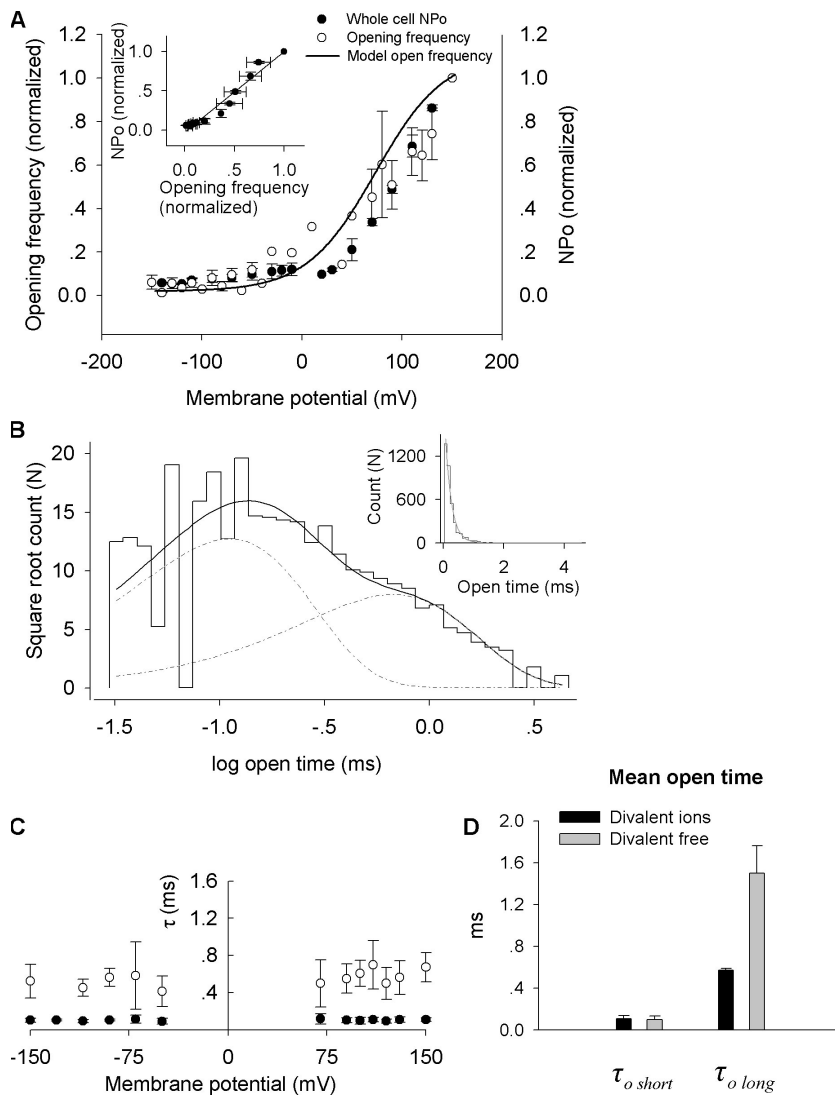 A
Whole cell NPo
Opening frequency
Model open frequency
Opening frequency (normalized)
1.2
1.0
.8
.6
.4
.2
0.0
NPo (normalized)
1.0
.5
0.0
0.0 .5 1.0
Opening frequency
(normalized)
1.2
1.0
.8
.6
.4
.2
0.0
NPo (normalized)
-200 -100 0 100 200
Membrane potential (mV)
B
Square root count (N)
20
15
10
5
0
-1.5 -1.0 -.5 0.0 .5
log open time (ms)
Count (N)
1200
600
0
0 2 4
Open time (ms)
C
τ (ms)
1.6
1.2
.8
.4
-150 -75 0 75 150
Membrane potential (mV)
Mean open time
D
Divalent ions
Divalent free
ms
2.0
1.6
1.2
.8
.4
0.0
τo short τo long